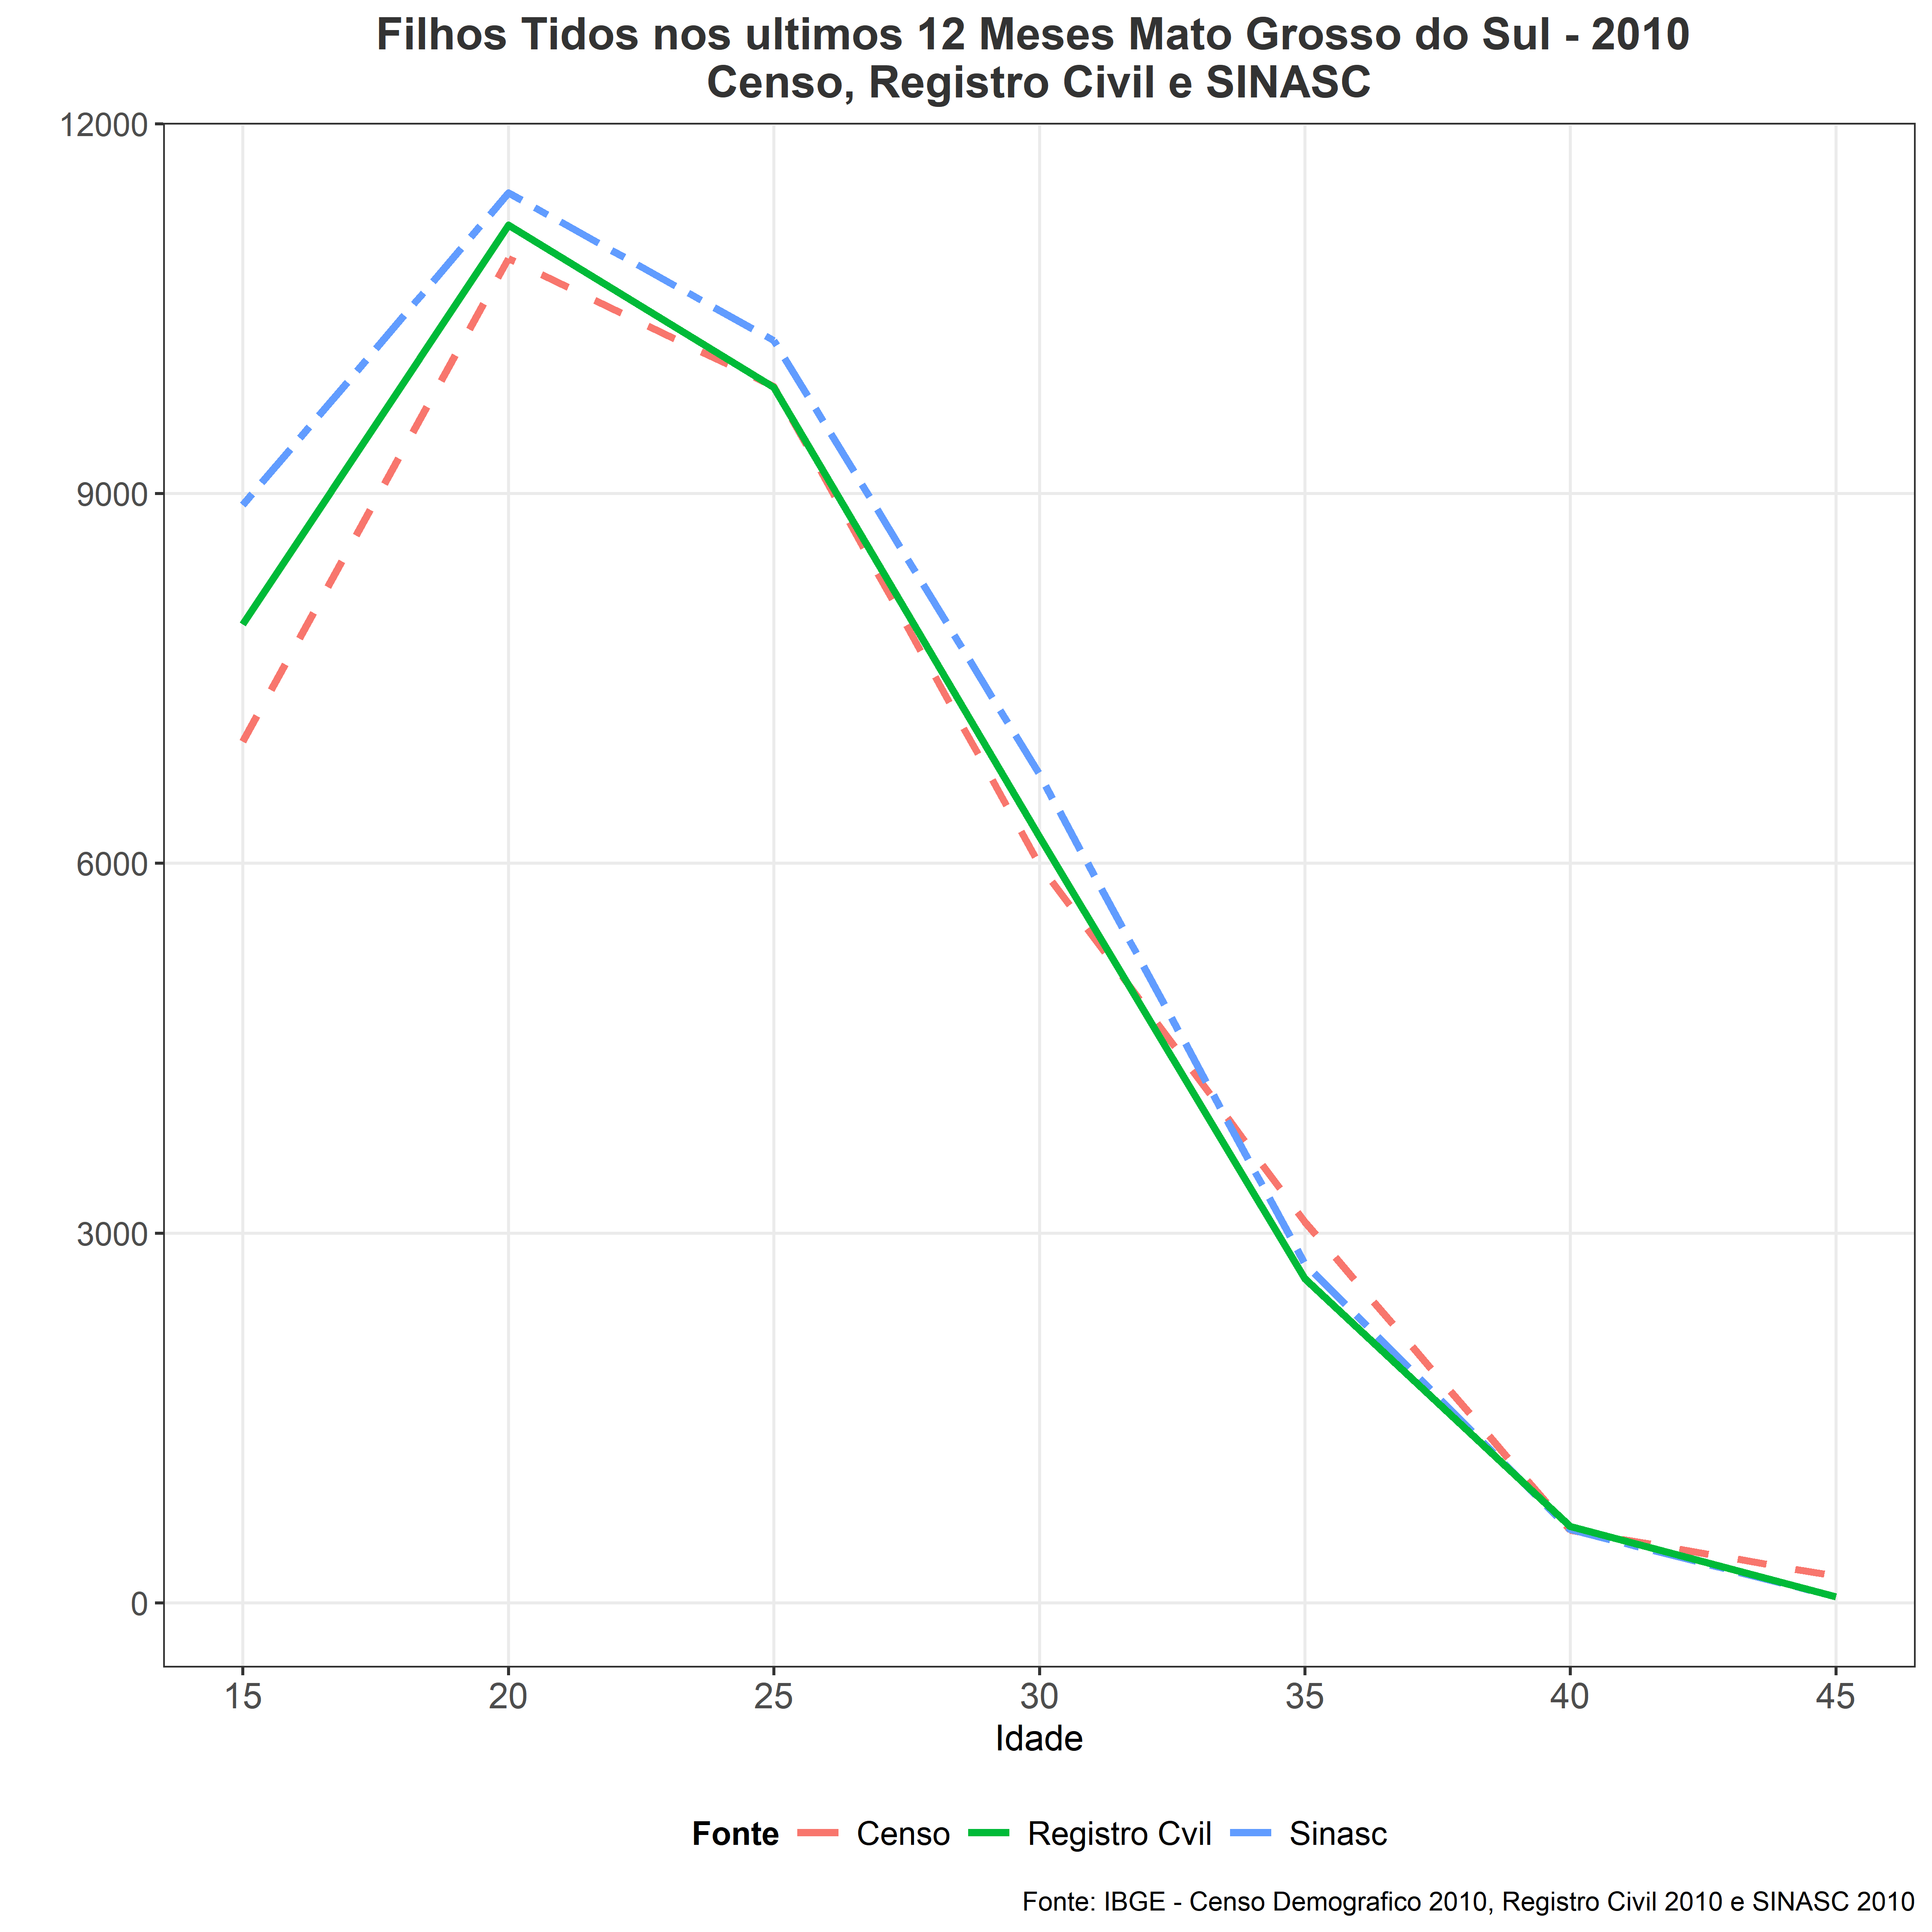 Filhos Tidos nos ultimos 12 Meses Mato Grosso do Sul - 2010
Censo, Registro Civil e SINASC
12000
9000
6000
3000
0
15 20 25 30 35 40 45
Idade
Fonte Censo Registro Cvil Sinasc
Fonte: IBGE - Censo Demografico 2010, Registro Civil 2010 e SINASC 2010